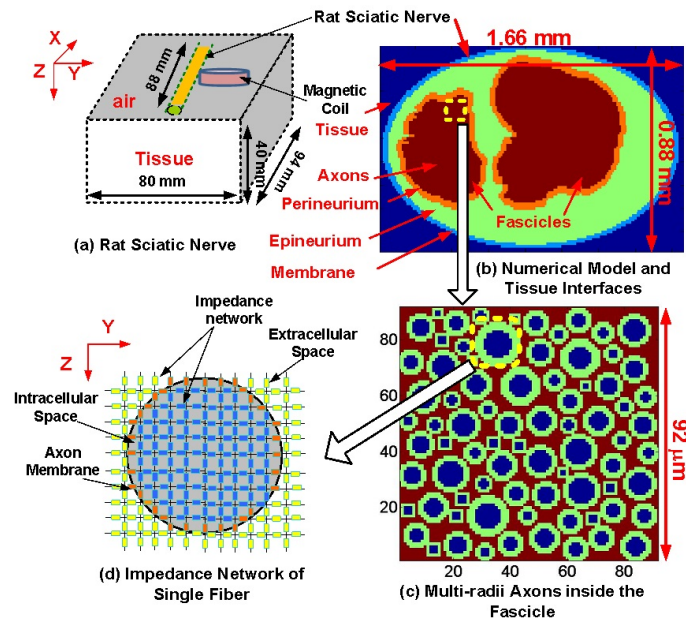 Rat Sciatic Nerve
X
Z
Y
88 mm
air
Magnetic
Coil
Tissue
40 mm
94 mm
80 mm
(a) Rat Sciatic Nerve
1.66 mm
0.88 mm
Tissue
Axons
Perineurium
Fascicles
Epineurium
Membrane
(b) Numerical Model and
Tissue Interfaces
Impedance
network
Y
Z
Extracellular
Space
Intracellular
Space
Axon
Membrane
(d) Impedance Network of
Single Fiber
80
60
40
20
20
40
60
80
92 μm
(c) Multi-radii Axons inside the
Fascicle